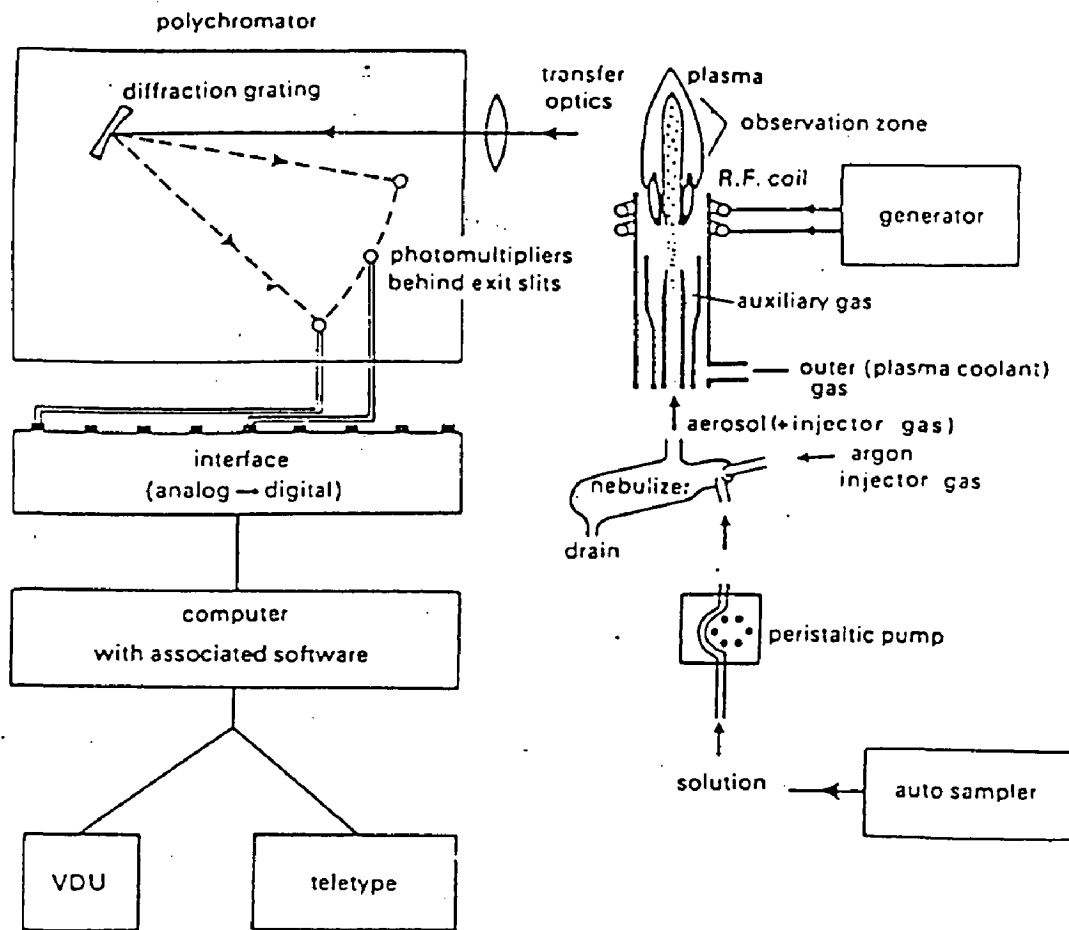 polychromator
diffraction grating
transfer
optics
plasma
observation zone
R.F. coil
generator
photomultipliers
behind exit slits
auxiliary gas
outer (plasma coolant)
gas
aerosol (+ injector gas)
argon
injector gas
nebulizer
drain
interface
(analog → digital)
computer
with associated software
peristaltic pump
solution
auto sampler
VDU
teletype